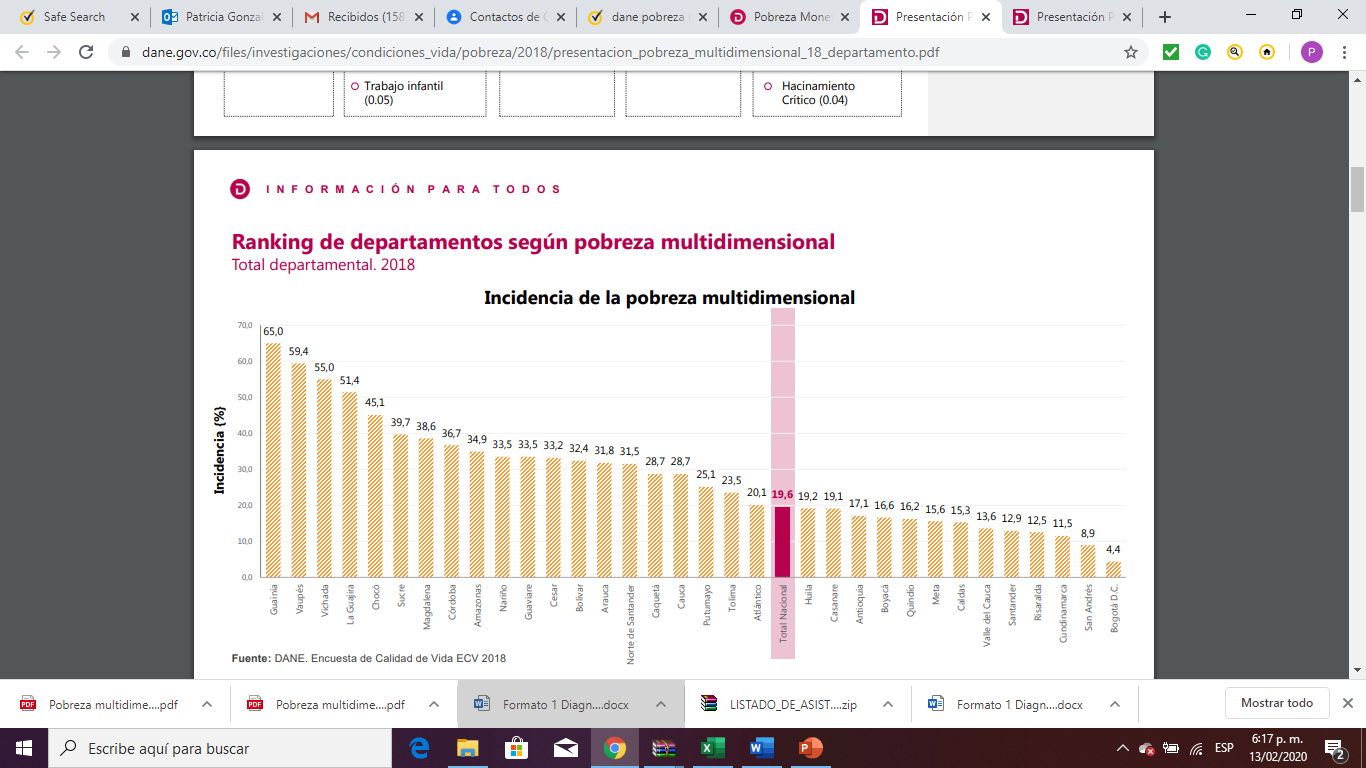 Safe Search
Patricia Gonzal
Recibidos (158
Contactos de G
dane pobreza
Pobreza Mone
Presentación P
Presentación P
dane.gov.co/files/investigaciones/condiciones_vida/pobreza/2018/presentacion_pobreza_multidimensional_18_departamento.pdf
P
Trabajo infantil
(0.05)
Hacinamiento
Crítico (0.04)
INFORMACIÓN PARA TODOS
Ranking de departamentos según pobreza multidimensional
Total departamental. 2018
Incidencia de la pobreza multidimensional
Incidencia (%)
70,0
60,0
50,0
40,0
30,0
20,0
10,0
0,0
65,0
59,4
55,0
51,4
45,1
39,7
38,6
36,7
34,9
33,5
33,5
33,2
32,4
31,8
31,5
28,7
28,7
25,1
23,5
20,1
19,6
19,2
19,1
17,1
16,6
16,2
15,6
15,3
13,6
12,9
12,5
11,5
8,9
4,4
Guainía
Vaupés
Vichada
La Guajira
Chocó
Sucre
Magdalena
Córdoba
Amazonas
Nariño
Guaviare
Cesar
Bolívar
Arauca
Norte de Santander
Caquetá
Cauca
Putumayo
Tolima
Atlántico
Total Nacional
Huila
Casanare
Antioquia
Boyacá
Quindío
Meta
Caldas
Valle del Cauca
Santander
Risaralda
Cundinamarca
San Andrés
Bogotá D.C.
Fuente: DANE. Encuesta de Calidad de Vida ECV 2018
Pobreza multidime....pdf
Pobreza multidime....pdf
Formato 1 Diagn....docx
LISTADO_DE_ASIST....zip
Formato 1 Diagn....docx
Mostrar todo
Escribe aquí para buscar
ESP
6:17 p. m.
13/02/2020
2